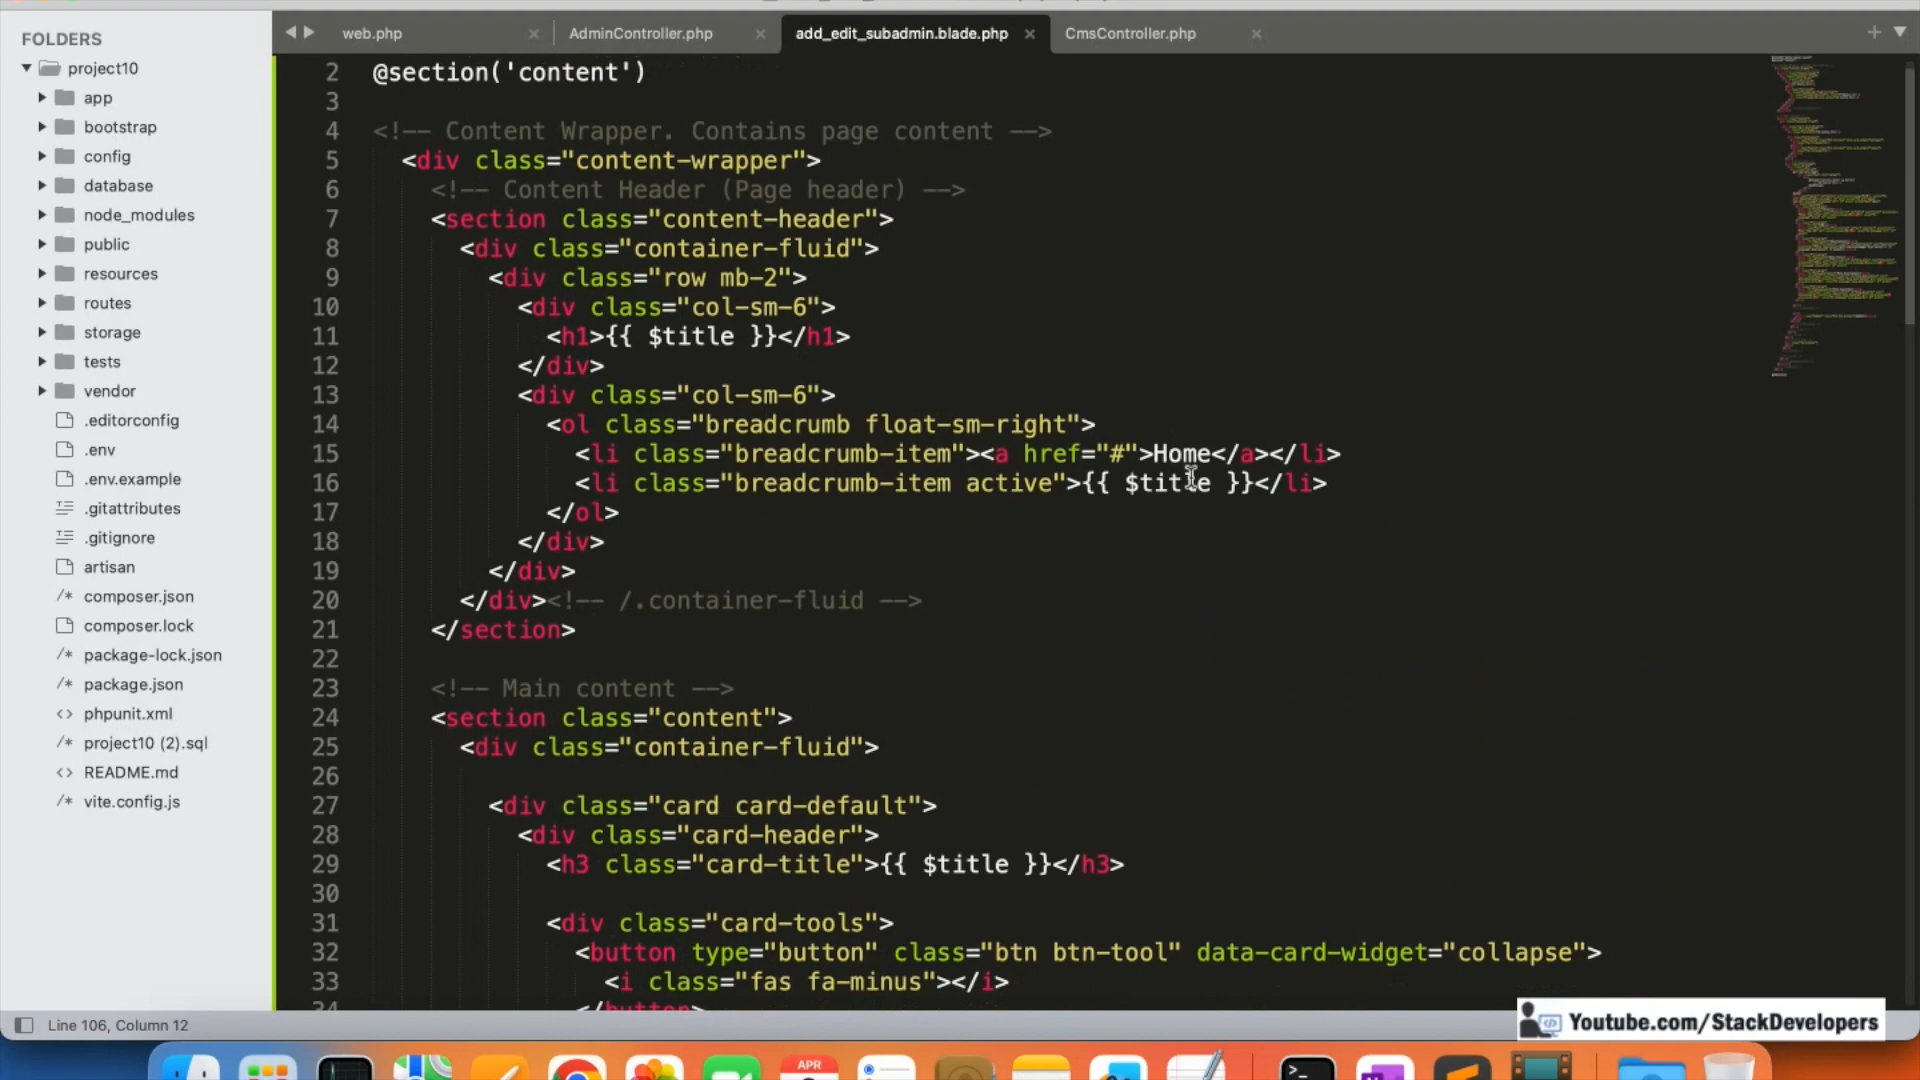 FOLDERS
project10
app
bootstrap
config
database
node_modules
public
resources
routes
storage
tests
vendor
.editorconfig
.env
.env.example
.gitattributes
.gitignore
artisan
composer.json
composer.lock
package-lock.json
package.json
phpunit.xml
project10 (2).sql
README.md
vite.config.js
web.php
AdminController.php
add_edit_subadmin.blade.php
CmsController.php
2 @section('content')
3
4 <!-- Content Wrapper. Contains page content -->
5 <div class="content-wrapper">
6 <!-- Content Header (Page header) -->
7 <section class="content-header">
8 <div class="container-fluid">
9 <div class="row mb-2">
10 <div class="col-sm-6">
11 <h1>{{ $title }}</h1>
12 </div>
13 <div class="col-sm-6">
14 <ol class="breadcrumb float-sm-right">
15 <li class="breadcrumb-item"><a href="#">Home</a></li>
16 <li class="breadcrumb-item active">{{ $title }}</li>
17 </ol>
18 </div>
19 </div>
20 </div><!-- /.container-fluid -->
21 </section>
22
23 <!-- Main content -->
24 <section class="content">
25 <div class="container-fluid">
26
27 <div class="card card-default">
28 <div class="card-header">
29 <h3 class="card-title">{{ $title }}</h3>
30
31 <div class="card-tools">
32 <button type="button" class="btn btn-tool" data-card-widget="collapse">
33 <i class="fas fa-minus"></i>
34 </button>
Line 106, Column 12
Youtube.com/StackDevelopers
APR